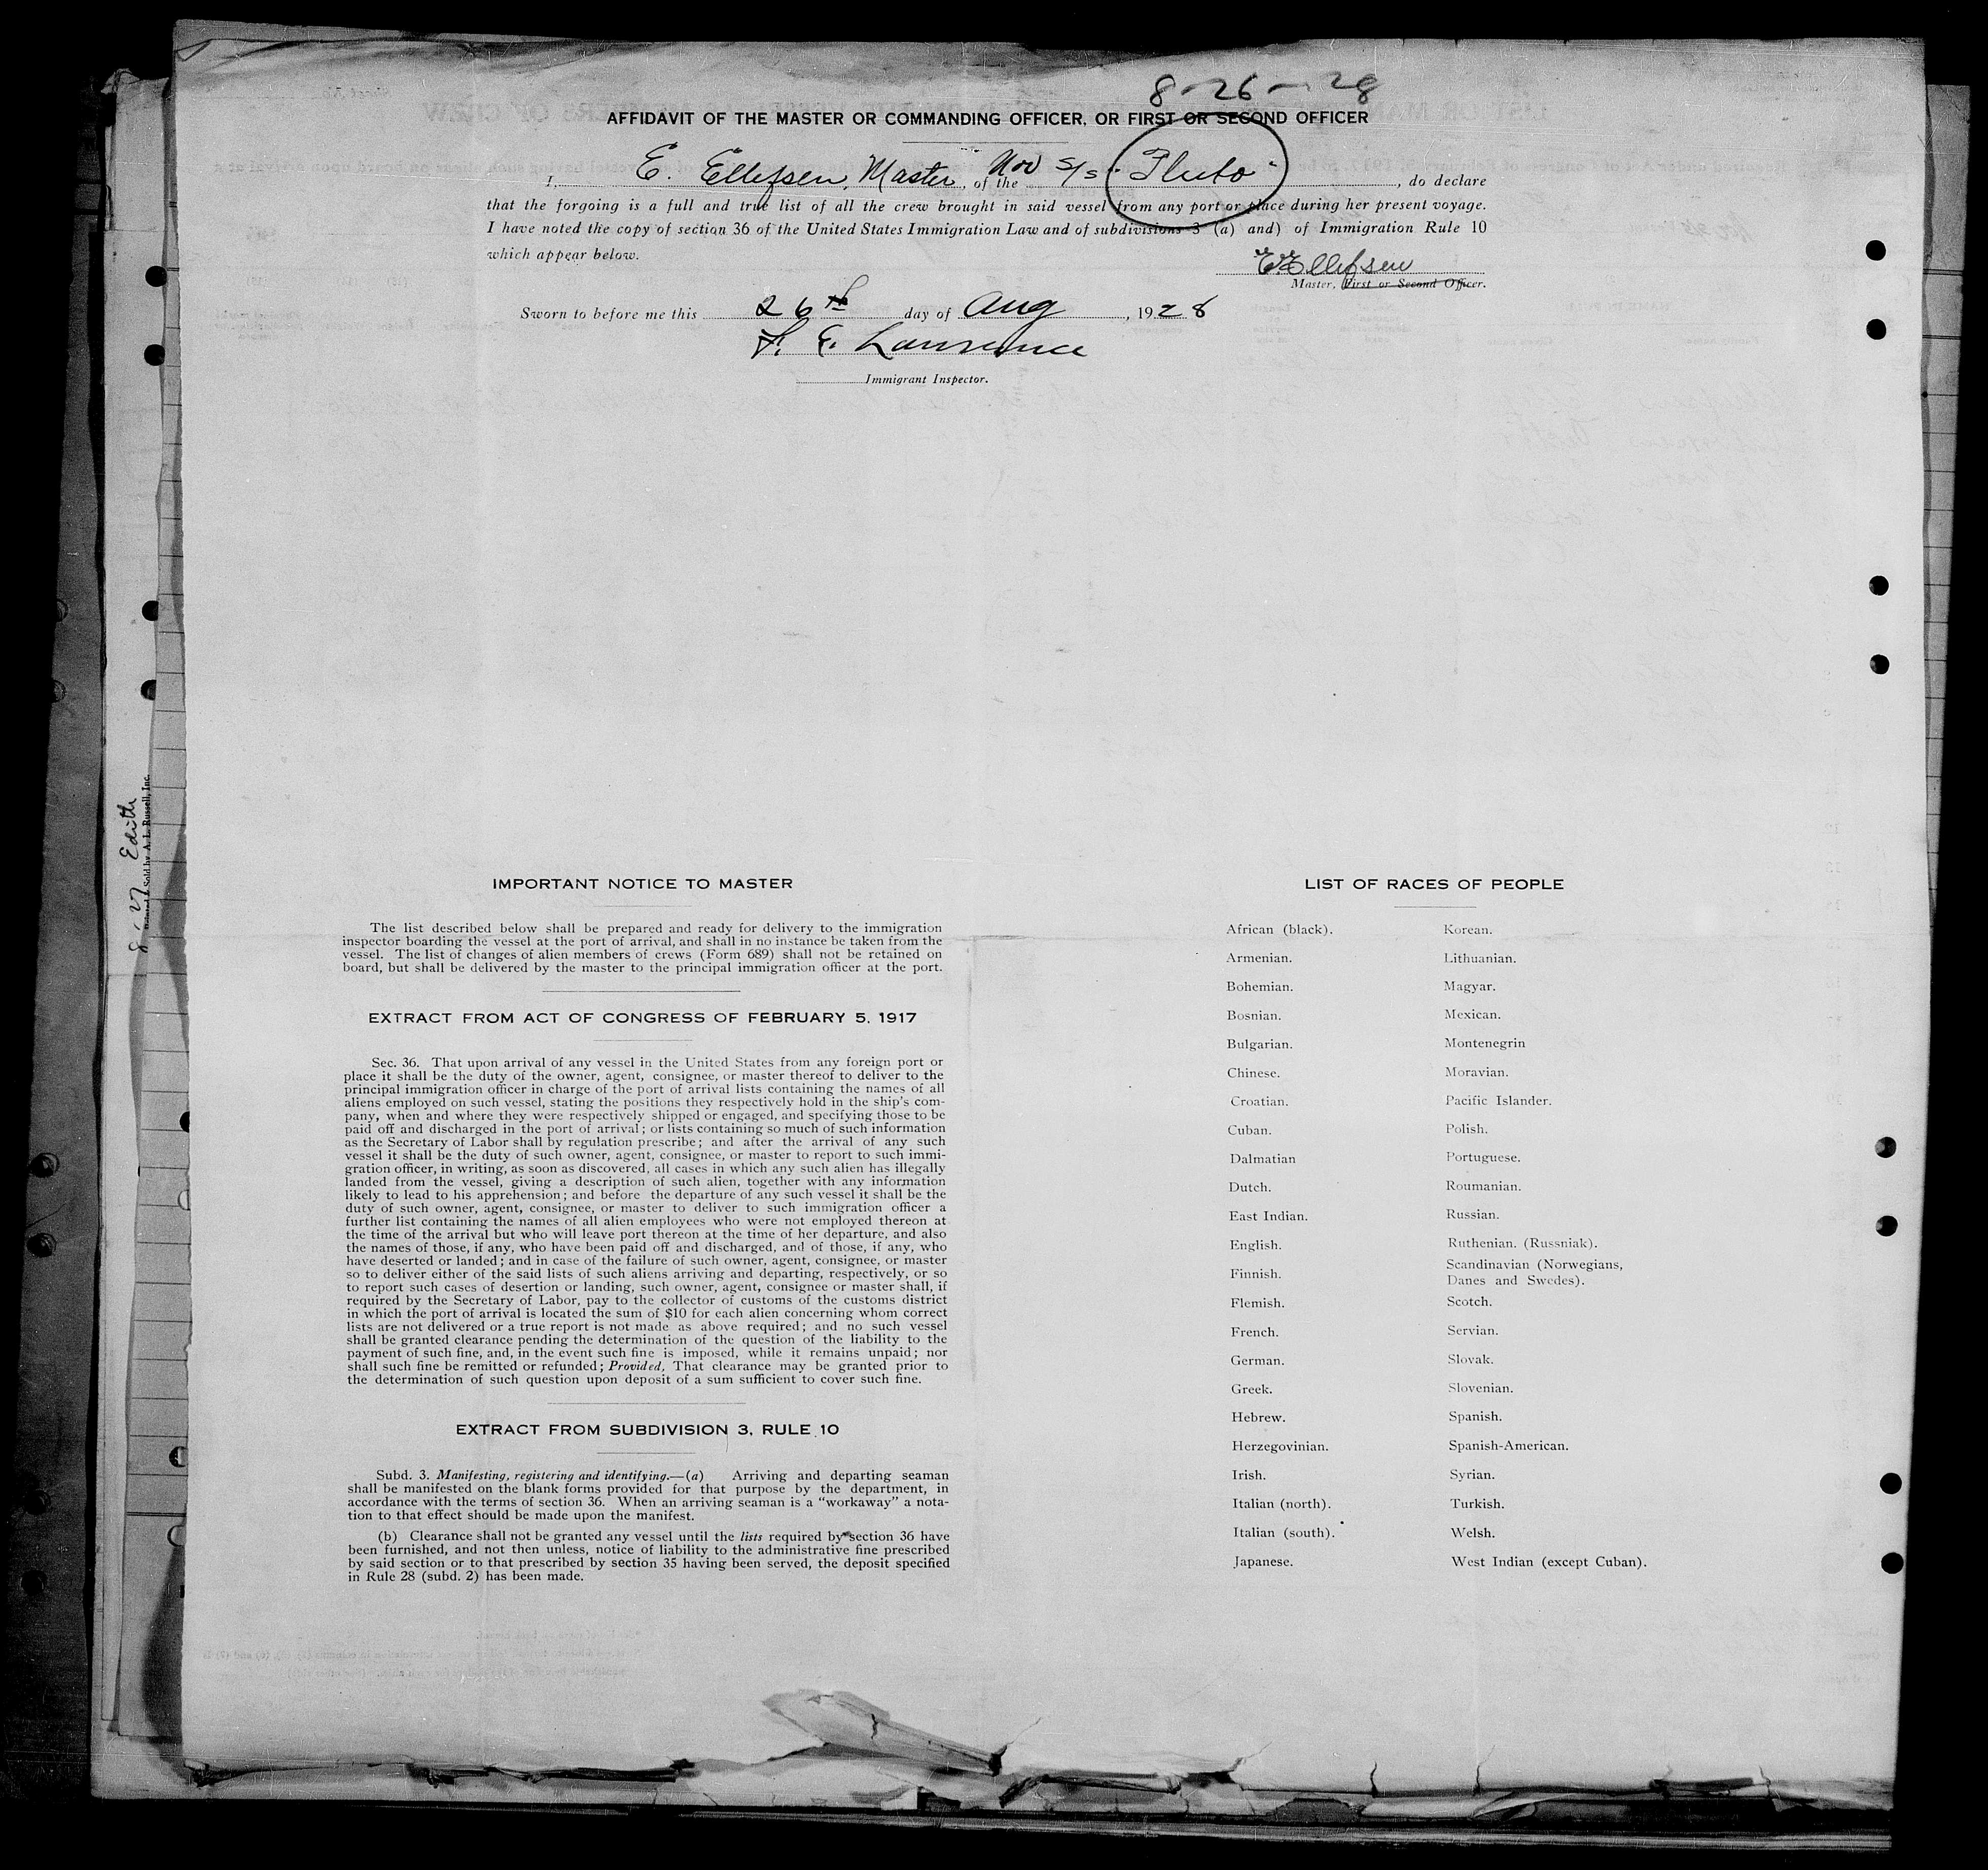 8-26-28
AFFIDAVIT OF THE MASTER OR COMMANDING OFFICER, OR FIRST OR SECOND OFFICER
I, E. Ellefsen, Master, of the Nov S/S "Pluto", do declare
that the forgoing is a full and true list of all the crew brought in said vessel from any port or place during her present voyage.
I have noted the copy of section 36 of the United States Immigration Law and of subdivisions 3 (a) and) of Immigration Rule 10
which appear below.
E. Ellefsen
Master, First or Second Officer.
Sworn to before me this 26th day of Aug, 1928
E. Lawrence
Immigrant Inspector.
IMPORTANT NOTICE TO MASTER
The list described below shall be prepared and ready for delivery to the immigration
inspector boarding the vessel at the port of arrival, and shall in no instance be taken from the
vessel. The list of changes of alien members of crews (Form 689) shall not be retained on
board, but shall be delivered by the master to the principal immigration officer at the port.
EXTRACT FROM ACT OF CONGRESS OF FEBRUARY 5, 1917
Sec. 36. That upon arrival of any vessel in the United States from any foreign port or
place it shall be the duty of the owner, agent, consignee, or master thereof to deliver to the
principal immigration officer in charge of the port of arrival lists containing the names of all
aliens employed on such vessel, stating the positions they respectively hold in the ship's com-
pany, when and where they were respectively shipped or engaged, and specifying those to be
paid off and discharged in the port of arrival; or lists containing so much of such information
as the Secretary of Labor shall by regulation prescribe; and after the arrival of any such
vessel it shall be the duty of such owner, agent, consignee, or master to report to such immi-
gration officer, in writing, as soon as discovered, all cases in which any such alien has illegally
landed from the vessel, giving a description of such alien, together with any information
likely to lead to his apprehension; and before the departure of any such vessel it shall be the
duty of such owner, agent, consignee, or master to deliver to such immigration officer a
further list containing the names of all alien employees who were not employed thereon at
the time of the arrival but who will leave port thereon at the time of her departure, and also
the names of those, if any, who have been paid off and discharged, and of those, if any, who
have deserted or landed; and in case of the failure of such owner, agent, consignee, or master
so to deliver either of the said lists of such aliens arriving and departing, respectively, or so
to report such cases of desertion or landing, such owner, agent, consignee or master shall, if
required by the Secretary of Labor, pay to the collector of customs of the customs district
in which the port of arrival is located the sum of $10 for each alien concerning whom correct
lists are not delivered or a true report is not made as above required; and no such vessel
shall be granted clearance pending the determination of the question of the liability to the
payment of such fine, and, in the event such fine is imposed, while it remains unpaid; nor
shall such fine be remitted or refunded; Provided, That clearance may be granted prior to
the determination of such question upon deposit of a sum sufficient to cover such fine.
EXTRACT FROM SUBDIVISION 3, RULE 10
Subd. 3. Manifesting, registering and identifying.—(a) Arriving and departing seaman
shall be manifested on the blank forms provided for that purpose by the department, in
accordance with the terms of section 36. When an arriving seaman is a "workaway" a nota-
tion to that effect should be made upon the manifest.
(b) Clearance shall not be granted any vessel until the lists required by section 36 have
been furnished, and not then unless, notice of liability to the administrative fine prescribed
by said section or to that prescribed by section 35 having been served, the deposit specified
in Rule 28 (subd. 2) has been made.
LIST OF RACES OF PEOPLE
African (black). Korean.
Armenian. Lithuanian.
Bohemian. Magyar.
Bosnian. Mexican.
Bulgarian. Montenegrin
Chinese. Moravian.
Croatian. Pacific Islander.
Cuban. Polish.
Dalmatian Portuguese.
Dutch. Roumanian.
East Indian. Russian.
English. Ruthenian. (Russniak).
Finnish. Scandinavian (Norwegians,
Danes and Swedes).
Flemish. Scotch.
French. Servian.
German. Slovak.
Greek. Slovenian.
Hebrew. Spanish.
Herzegovinian. Spanish-American.
Irish. Syrian.
Italian (north). Turkish.
Italian (south). Welsh.
Japanese. West Indian (except Cuban).
8-27 Edith
Sold by A. L. Russell, Inc.